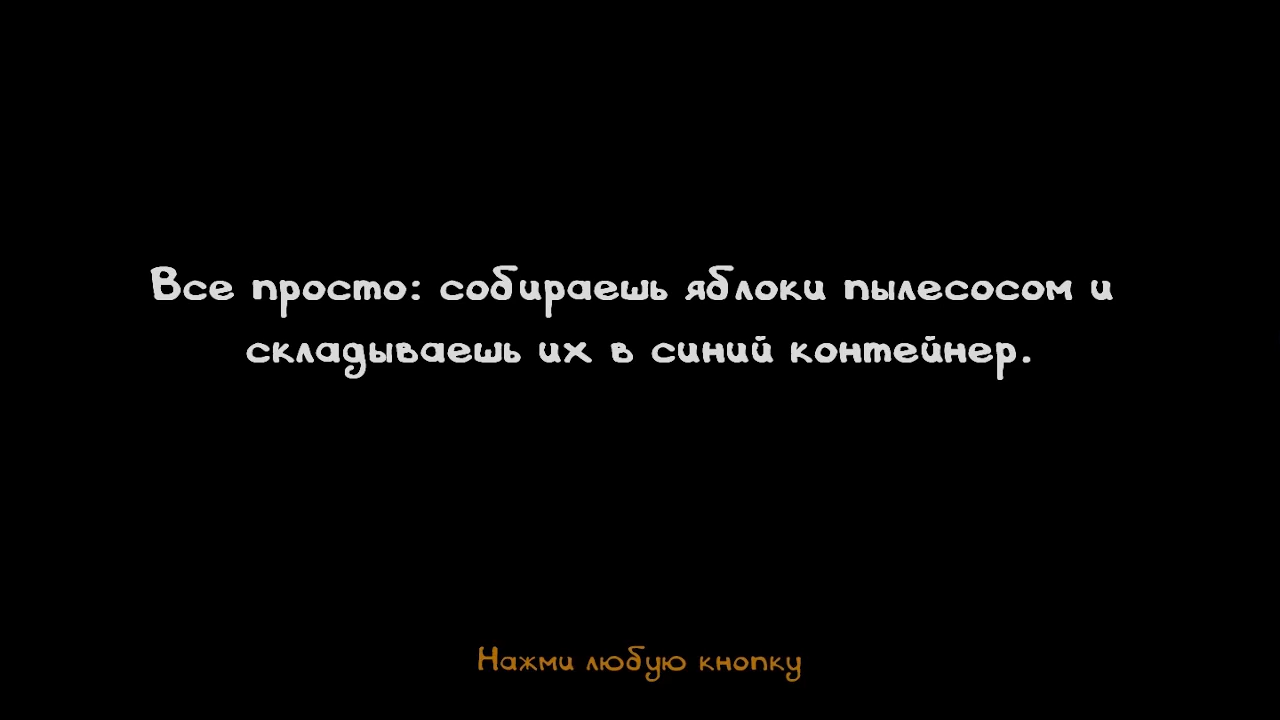 Все просто: собираешь яблоки пылесосом и
складываешь их в синий контейнер.
Нажми любую кнопку